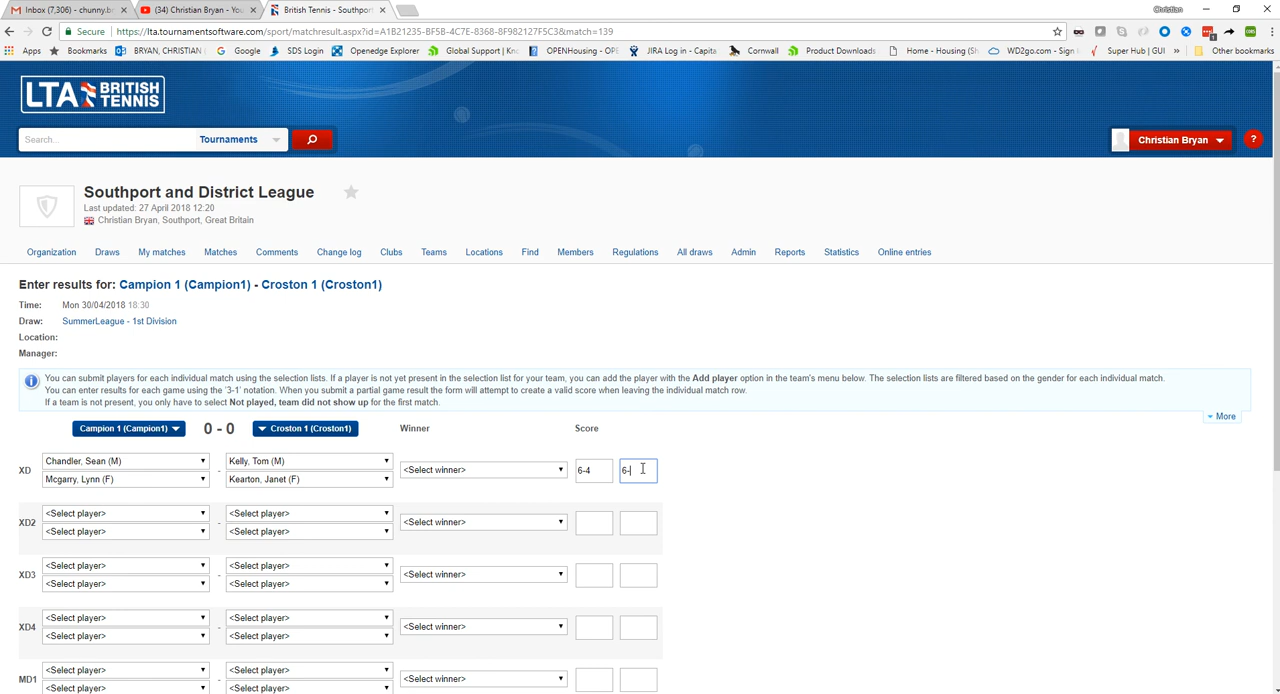 Inbox (7,306) - chunny.b
(34) Christian Bryan - You
British Tennis - Southport
Christian
Secure | https://lta.tournamentsoftware.com/sport/matchresult.aspx?id=A1B21235-BF5B-4C75-8368-8F982127F5C3&match=139
Apps Bookmarks BRYAN, CHRISTIAN Google SDS Login Openedge Explorer Global Support | Kn OPENHousing - OPE JIRA Log in - Capita Cornwall Product Downloads Home - Housing (Sh WD2go.com - Sign Super Hub | GUI » Other bookmarks
LTA BRITISH TENNIS
Search... Tournaments Christian Bryan ?
Southport and District League
Last updated: 27 April 2018 12.20
Christian Bryan, Southport, Great Britain
Organization Draws My matches Matches Comments Change log Clubs Teams Locations Find Members Regulations All draws Admin Reports Statistics Online entries
Enter results for: Campion 1 (Campion1) - Croston 1 (Croston1)
Time: Mon 30/04/2018 18:30
Draw: SummerLeague - 1st Division
Location:
Manager:
You can submit players for each individual match using the selection lists. If a player is not yet present in the selection list for your team, you can add the player with the Add player option in the team's menu below. The selection lists are filtered based on the gender for each individual match.
You can enter results for each game using the '3-1' notation. When you submit a partial game result the form will attempt to create a valid score when leaving the individual match row.
If a team is not present, you only have to select Not played, team did not show up for the first match.
More
Campion 1 (Campion1) 0 - 0 Croston 1 (Croston1) Winner Score
Chandler, Sean (M) Kelly, Tom (M)
XD - <Select winner> 6-4 6-
Mcgarry, Lynn (F) Kearton, Janet (F)
<Select player> <Select player>
XD2 - <Select winner>
<Select player> <Select player>
<Select player> <Select player>
XD3 - <Select winner>
<Select player> <Select player>
<Select player> <Select player>
XD4 - <Select winner>
<Select player> <Select player>
<Select player> <Select player>
MD1 - <Select winner>
<Select player> <Select player>